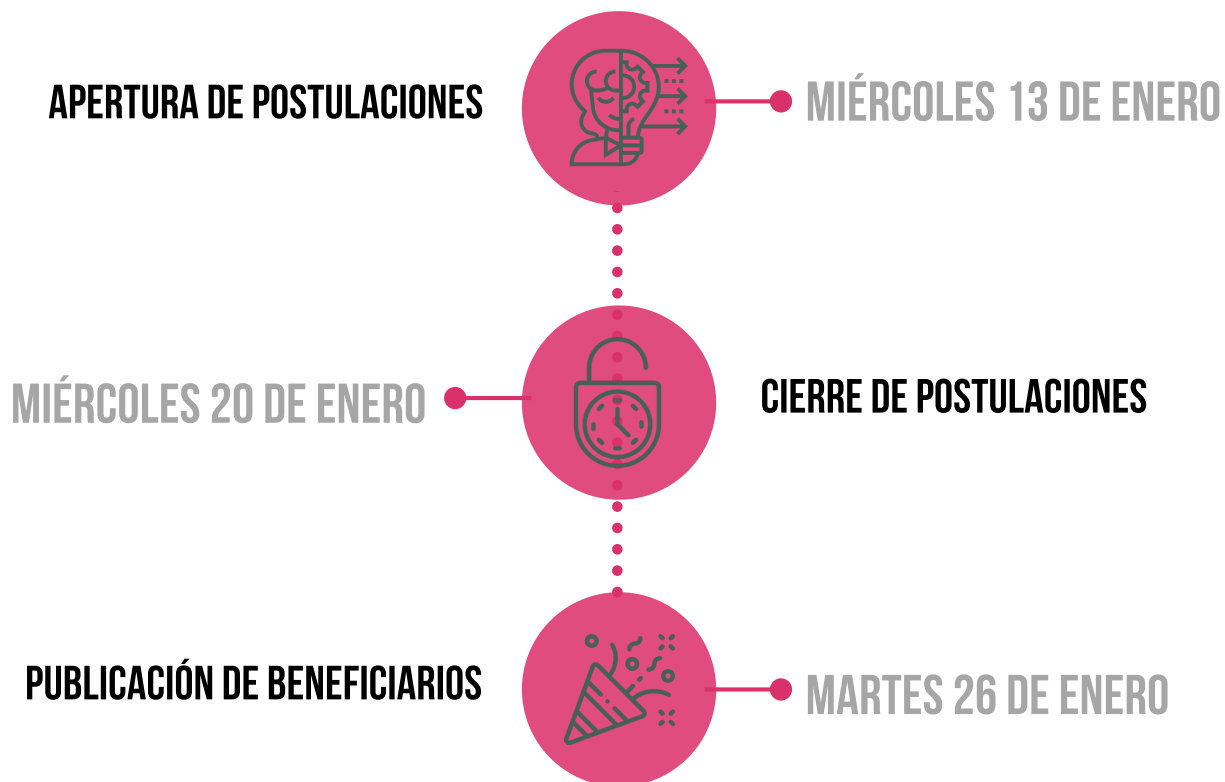 APERTURA DE POSTULACIONES
MIÉRCOLES 13 DE ENERO
MIÉRCOLES 20 DE ENERO
CIERRE DE POSTULACIONES
PUBLICACIÓN DE BENEFICIARIOS
MARTES 26 DE ENERO